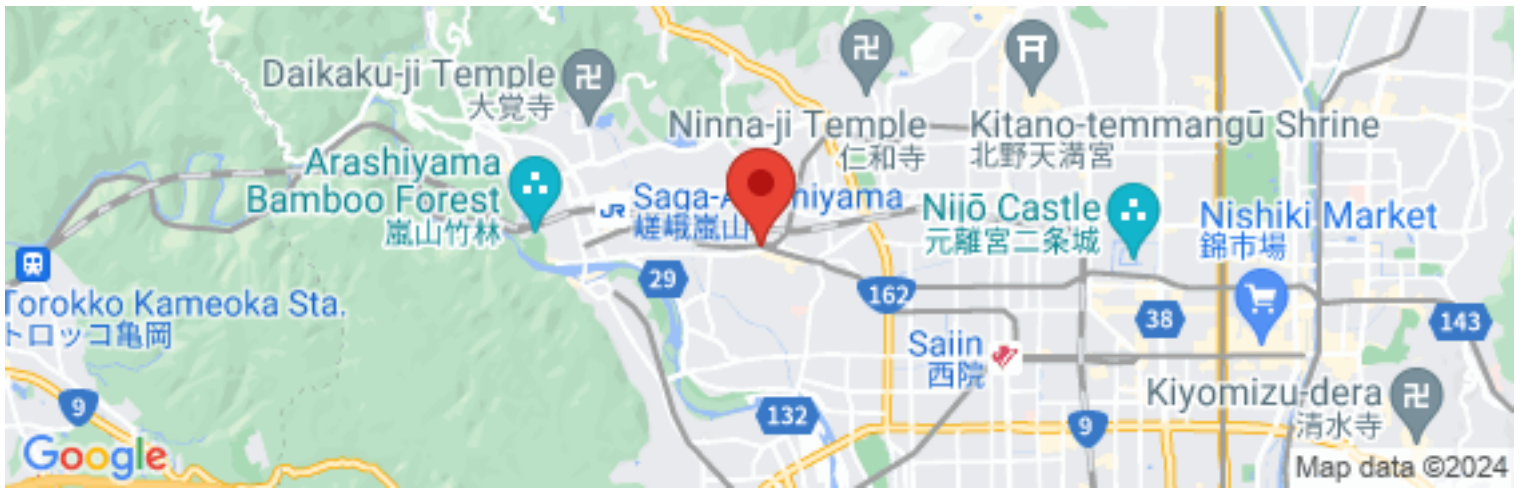 Daikaku-ji Temple
大覚寺
Ninna-ji Temple
仁和寺
Kitano-temmangū Shrine
北野天満宮
Arashiyama
Bamboo Forest
嵐山竹林
JR
嵯峨嵐山
Nijō Castle
元離宮二条城
Nishiki Market
錦市場
Torokko Kameoka Sta.
トロッコ亀岡
29
162
38
143
Saiin
西院
Kiyomizu-dera
清水寺
9
132
9
Google
Map data ©2024